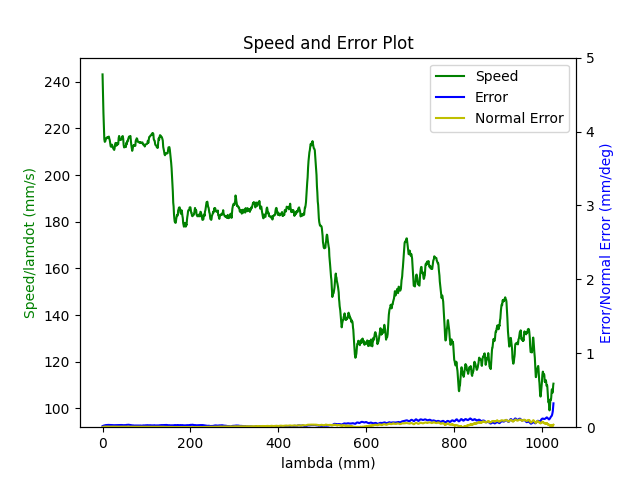 Speed and Error Plot
Speed
Error
Normal Error
240
220
200
180
160
140
120
100
Speed/lamdot (mm/s)
5
4
3
2
1
0
Error/Normal Error (mm/deg)
0 200 400 600 800 1000
lambda (mm)